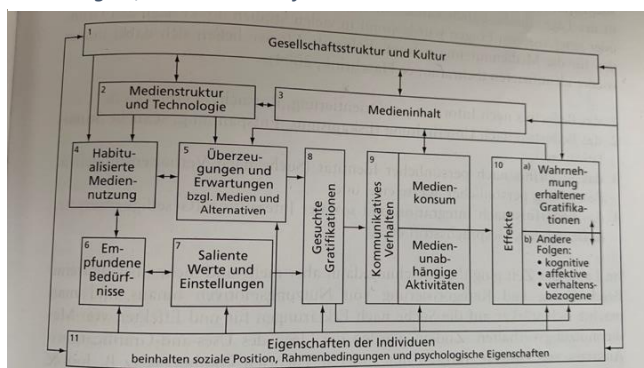 1
Gesellschaftsstruktur und Kultur
2
Medienstruktur
und Technologie
3
Medieninhalt
4
Habitu-
alisierte
Medien-
nutzung
5
Überzeu-
gungen und
Erwartungen
bzgl. Medien und
Alternativen
6
Em-
pfundene
Bedürf-
nisse
7
Saliente
Werte und
Einstellungen
8
Gesuchte
Gratifikationen
9
Kommunikatives
Verhalten
Medien-
konsum
Medien-
unab-
hängige
Aktivitäten
10
Effekte
a)
Wahrneh-
mung
erhaltener
Gratifika-
tionen
b)
Andere
Folgen:
• kognitive
• affektive
• verhaltens-
bezogene
11
Eigenschaften der Individuen
beinhalten soziale Position, Rahmenbedingungen und psychologische Eigenschaften